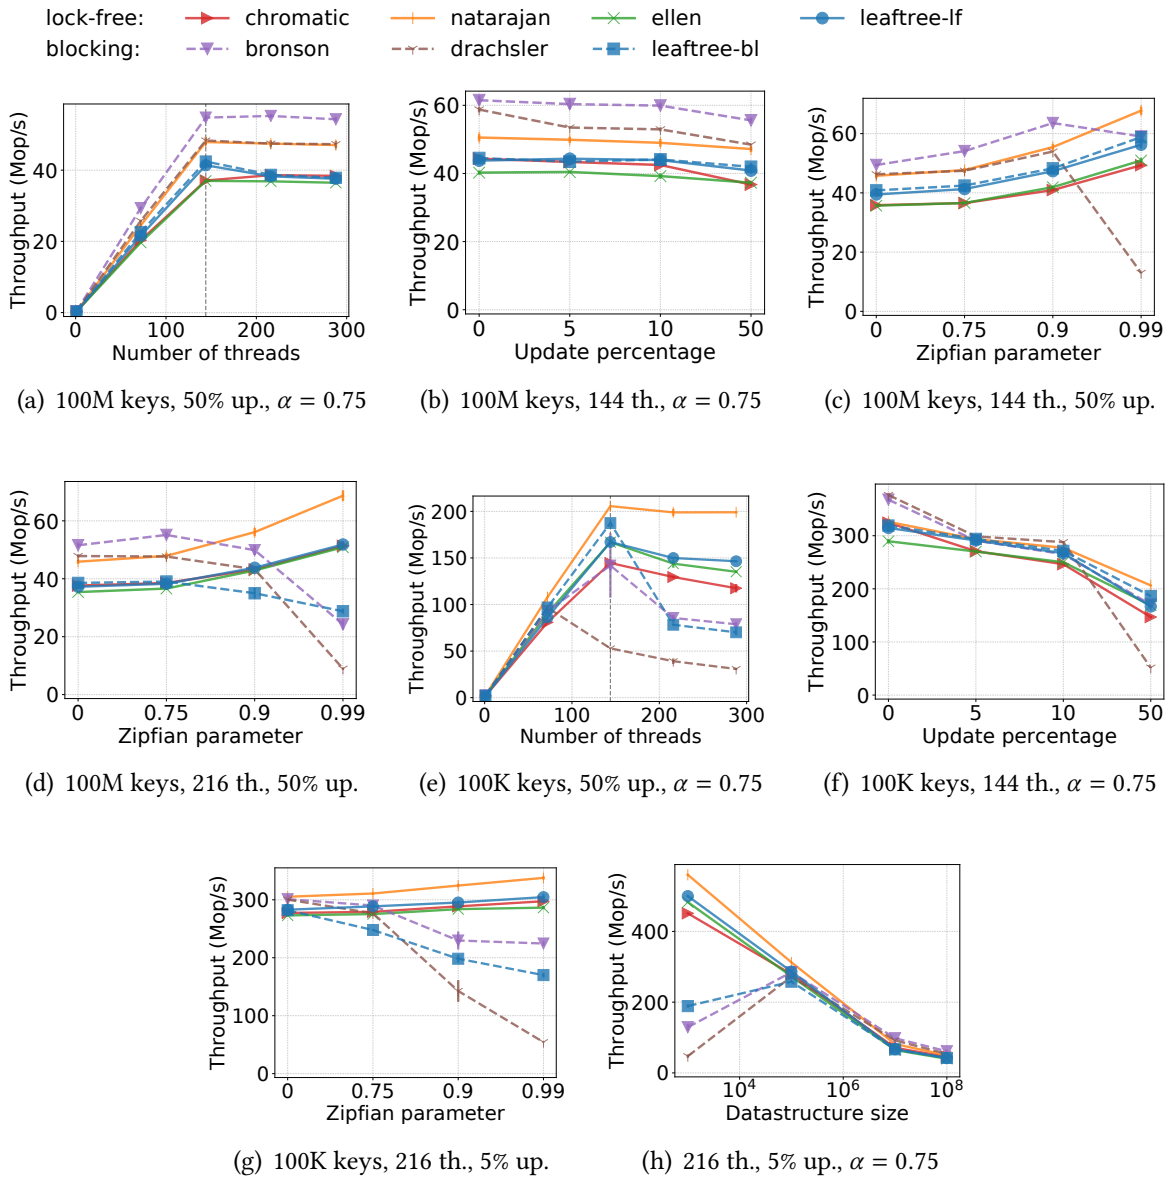 lock-free: chromatic natarajan ellen leaftree-lf
blocking: bronson drachsler leaftree-bl
Throughput (Mop/s)
40
20
0
0 100 200 300
Number of threads
(a) 100M keys, 50% up., α = 0.75
Throughput (Mop/s)
60
40
20
0
0 5 10 50
Update percentage
(b) 100M keys, 144 th., α = 0.75
Throughput (Mop/s)
60
40
20
0
0 0.75 0.9 0.99
Zipfian parameter
(c) 100M keys, 144 th., 50% up.
Throughput (Mop/s)
60
40
20
0
0 0.75 0.9 0.99
Zipfian parameter
(d) 100M keys, 216 th., 50% up.
Throughput (Mop/s)
200
150
100
50
0
0 100 200 300
Number of threads
(e) 100K keys, 50% up., α = 0.75
Throughput (Mop/s)
300
200
100
0
0 5 10 50
Update percentage
(f) 100K keys, 144 th., α = 0.75
Throughput (Mop/s)
300
200
100
0
0 0.75 0.9 0.99
Zipfian parameter
(g) 100K keys, 216 th., 5% up.
Throughput (Mop/s)
400
200
0
10⁴ 10⁶ 10⁸
Datastructure size
(h) 216 th., 5% up., α = 0.75